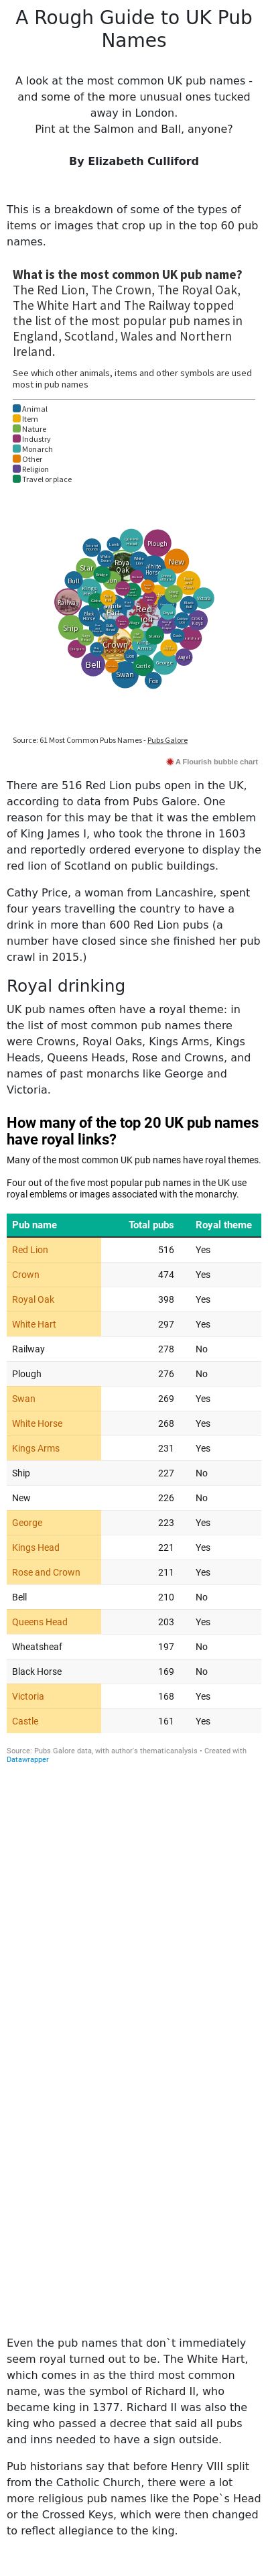 A Rough Guide to UK Pub
Names
A look at the most common UK pub names -
and some of the more unusual ones tucked
away in London.
Pint at the Salmon and Ball, anyone?
By Elizabeth Culliford
This is a breakdown of some of the types of
items or images that crop up in the top 60 pub
names.
What is the most common UK pub name?
The Red Lion, The Crown, The Royal Oak,
The White Hart and The Railway topped
the list of the most popular pub names in
England, Scotland, Wales and Northern
Ireland.
See which other animals, items and other symbols are used
most in pub names
Animal
Item
Nature
Industry
Monarch
Other
Religion
Travel or place
Plough
New
Royal
Oak
White
Horse
Star
Bull
Railway
Ship
Bell
Crown
Red
Lion
Swan
Castle
George
Fox
Angel
Victoria
Cross
Keys
Source: 61 Most Common Pubs Names - Pubs Galore
A Flourish bubble chart
There are 516 Red Lion pubs open in the UK,
according to data from Pubs Galore. One
reason for this may be that it was the emblem
of King James I, who took the throne in 1603
and reportedly ordered everyone to display the
red lion of Scotland on public buildings.
Cathy Price, a woman from Lancashire, spent
four years travelling the country to have a
drink in more than 600 Red Lion pubs (a
number have closed since she finished her pub
crawl in 2015.)
Royal drinking
UK pub names often have a royal theme: in
the list of most common pub names there
were Crowns, Royal Oaks, Kings Arms, Kings
Heads, Queens Heads, Rose and Crowns, and
names of past monarchs like George and
Victoria.
How many of the top 20 UK pub names
have royal links?
Many of the most common UK pub names have royal themes.
Four out of the five most popular pub names in the UK use
royal emblems or images associated with the monarchy.
Pub name Total pubs Royal theme
Red Lion 516 Yes
Crown 474 Yes
Royal Oak 398 Yes
White Hart 297 Yes
Railway 278 No
Plough 276 No
Swan 269 Yes
White Horse 268 Yes
Kings Arms 231 Yes
Ship 227 No
New 226 No
George 223 Yes
Kings Head 221 Yes
Rose and Crown 211 Yes
Bell 210 No
Queens Head 203 Yes
Wheatsheaf 197 No
Black Horse 169 No
Victoria 168 Yes
Castle 161 Yes
Source: Pubs Galore data, with author's thematicanalysis • Created with
Datawrapper
Even the pub names that don`t immediately
seem royal turned out to be. The White Hart,
which comes in as the third most common
name, was the symbol of Richard II, who
became king in 1377. Richard II was also the
king who passed a decree that said all pubs
and inns needed to have a sign outside.
Pub historians say that before Henry VIII split
from the Catholic Church, there were a lot
more religious pub names like the Pope`s Head
or the Crossed Keys, which were then changed
to reflect allegiance to the king.